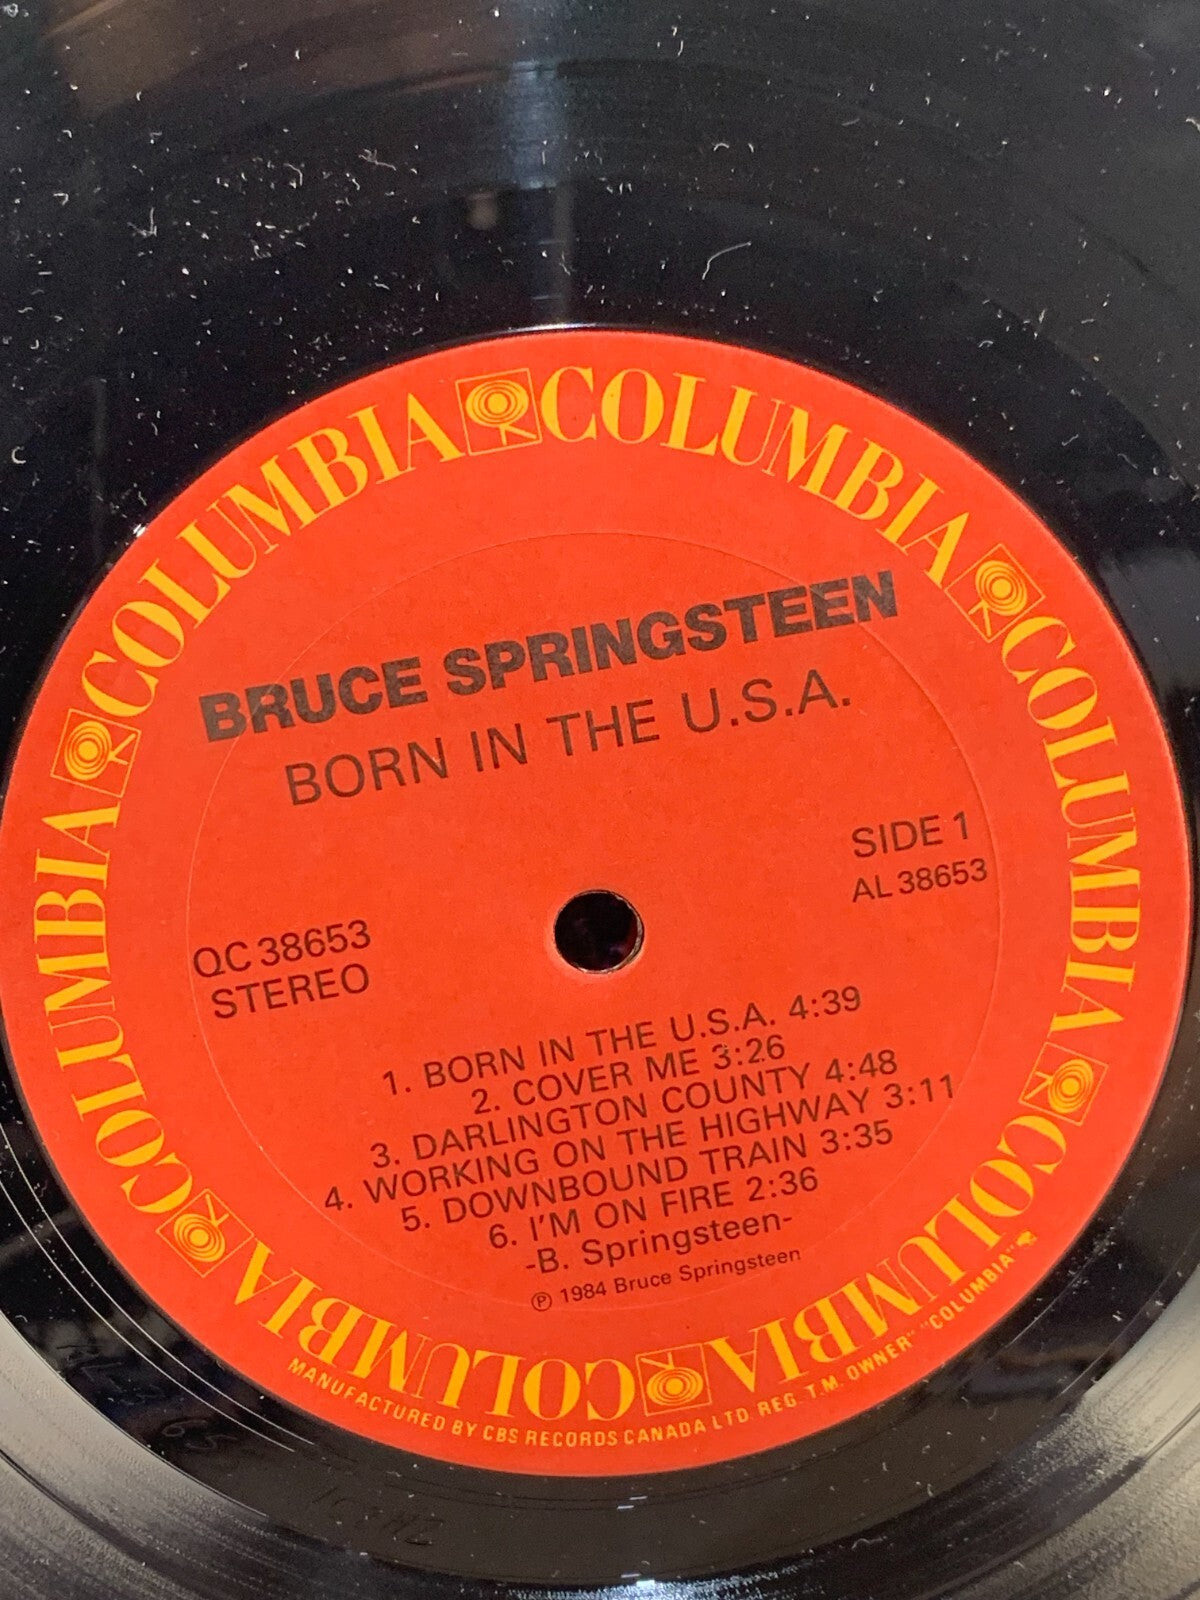 COLUMBIA COLUMBIA COLUMBIA COLUMBIA COLUMBIA COLUMBIA
BRUCE SPRINGSTEEN
BORN IN THE U.S.A.
SIDE 1
AL 38653
QC 38653
STEREO
1. BORN IN THE U.S.A. 4:39
2. COVER ME 3:26
3. DARLINGTON COUNTY 4:48
4. WORKING ON THE HIGHWAY 3:11
5. DOWNBOUND TRAIN 3:35
6. I'M ON FIRE 2:36
-B. Springsteen-
℗ 1984 Bruce Springsteen
MANUFACTURED BY CBS RECORDS CANADA LTD REG. T.M. OWNER" "COLUMBIA"